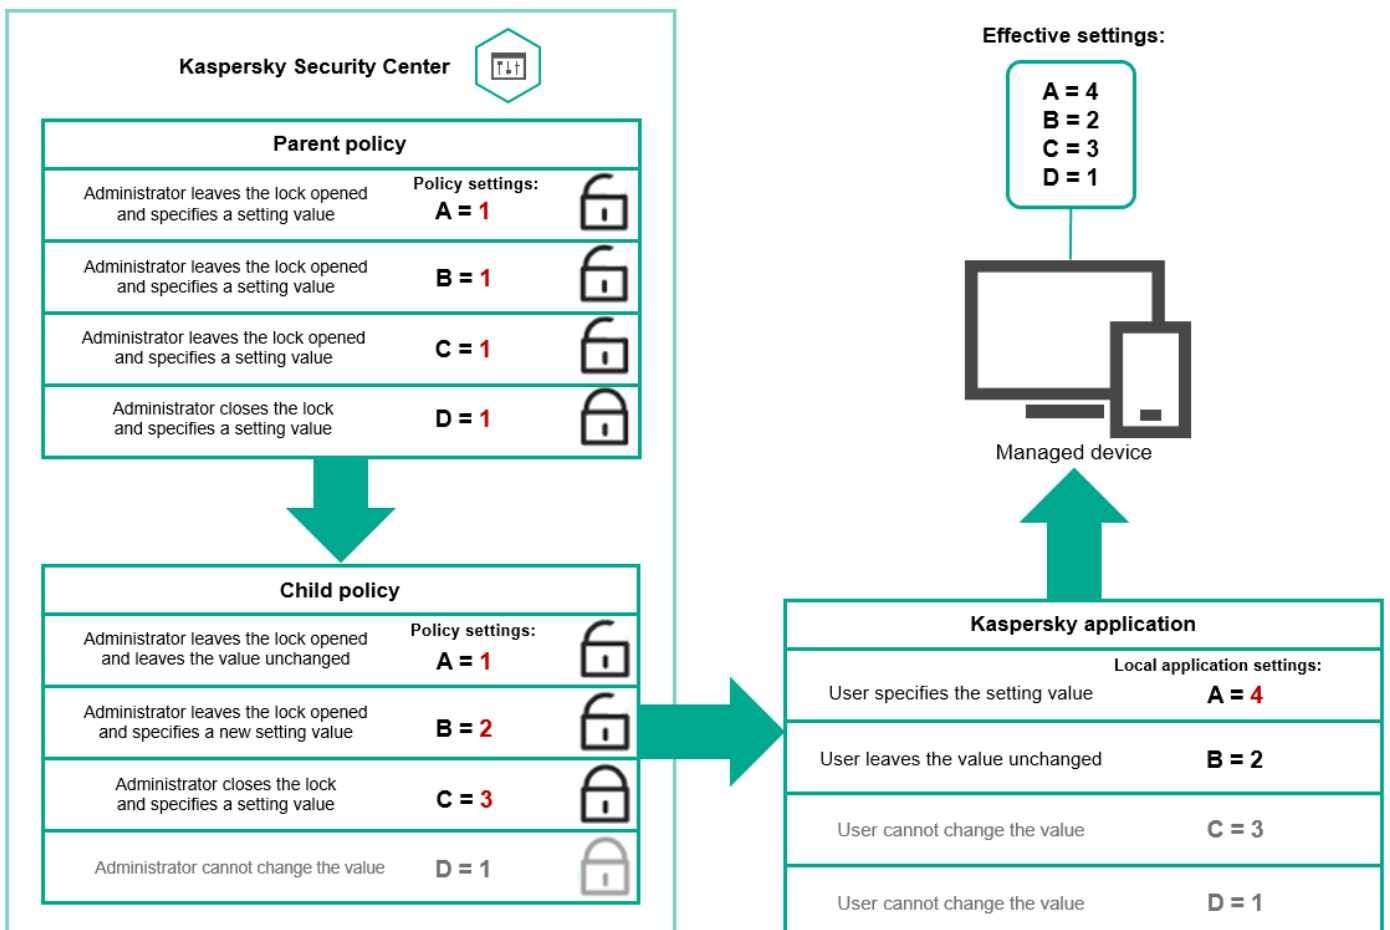 Kaspersky Security Center
Parent policy
Administrator leaves the lock opened
and specifies a setting value
Policy settings:
A = 1
Administrator leaves the lock opened
and specifies a setting value
B = 1
Administrator leaves the lock opened
and specifies a setting value
C = 1
Administrator closes the lock
and specifies a setting value
D = 1
Child policy
Administrator leaves the lock opened
and leaves the value unchanged
Policy settings:
A = 1
Administrator leaves the lock opened
and specifies a new setting value
B = 2
Administrator closes the lock
and specifies a setting value
C = 3
Administrator cannot change the value
D = 1
Effective settings:
A = 4
B = 2
C = 3
D = 1
Managed device
Kaspersky application
Local application settings:
User specifies the setting value
A = 4
User leaves the value unchanged
B = 2
User cannot change the value
C = 3
User cannot change the value
D = 1